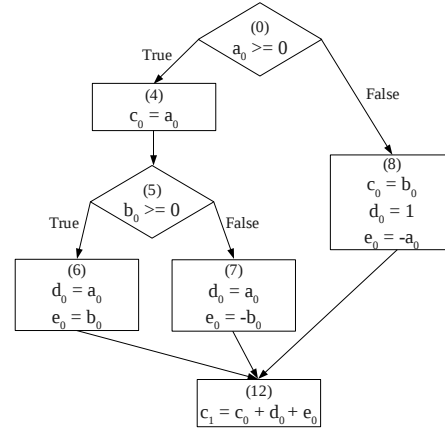 (0)
a₀ >= 0
True
False
(4)
c₀ = a₀
(5)
b₀ >= 0
True
False
(8)
c₀ = b₀
d₀ = 1
e₀ = -a₀
(6)
d₀ = a₀
e₀ = b₀
(7)
d₀ = a₀
e₀ = -b₀
(12)
c₁ = c₀ + d₀ + e₀